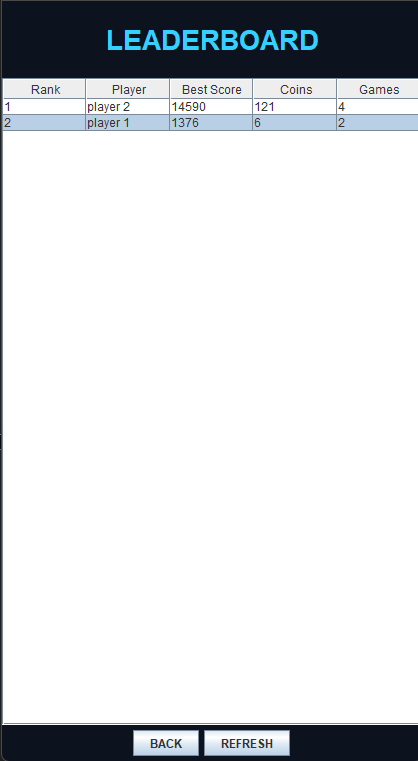 LEADERBOARD
Rank Player Best Score Coins Games
1 player 2 14590 121 4
2 player 1 1376 6 2
BACK REFRESH